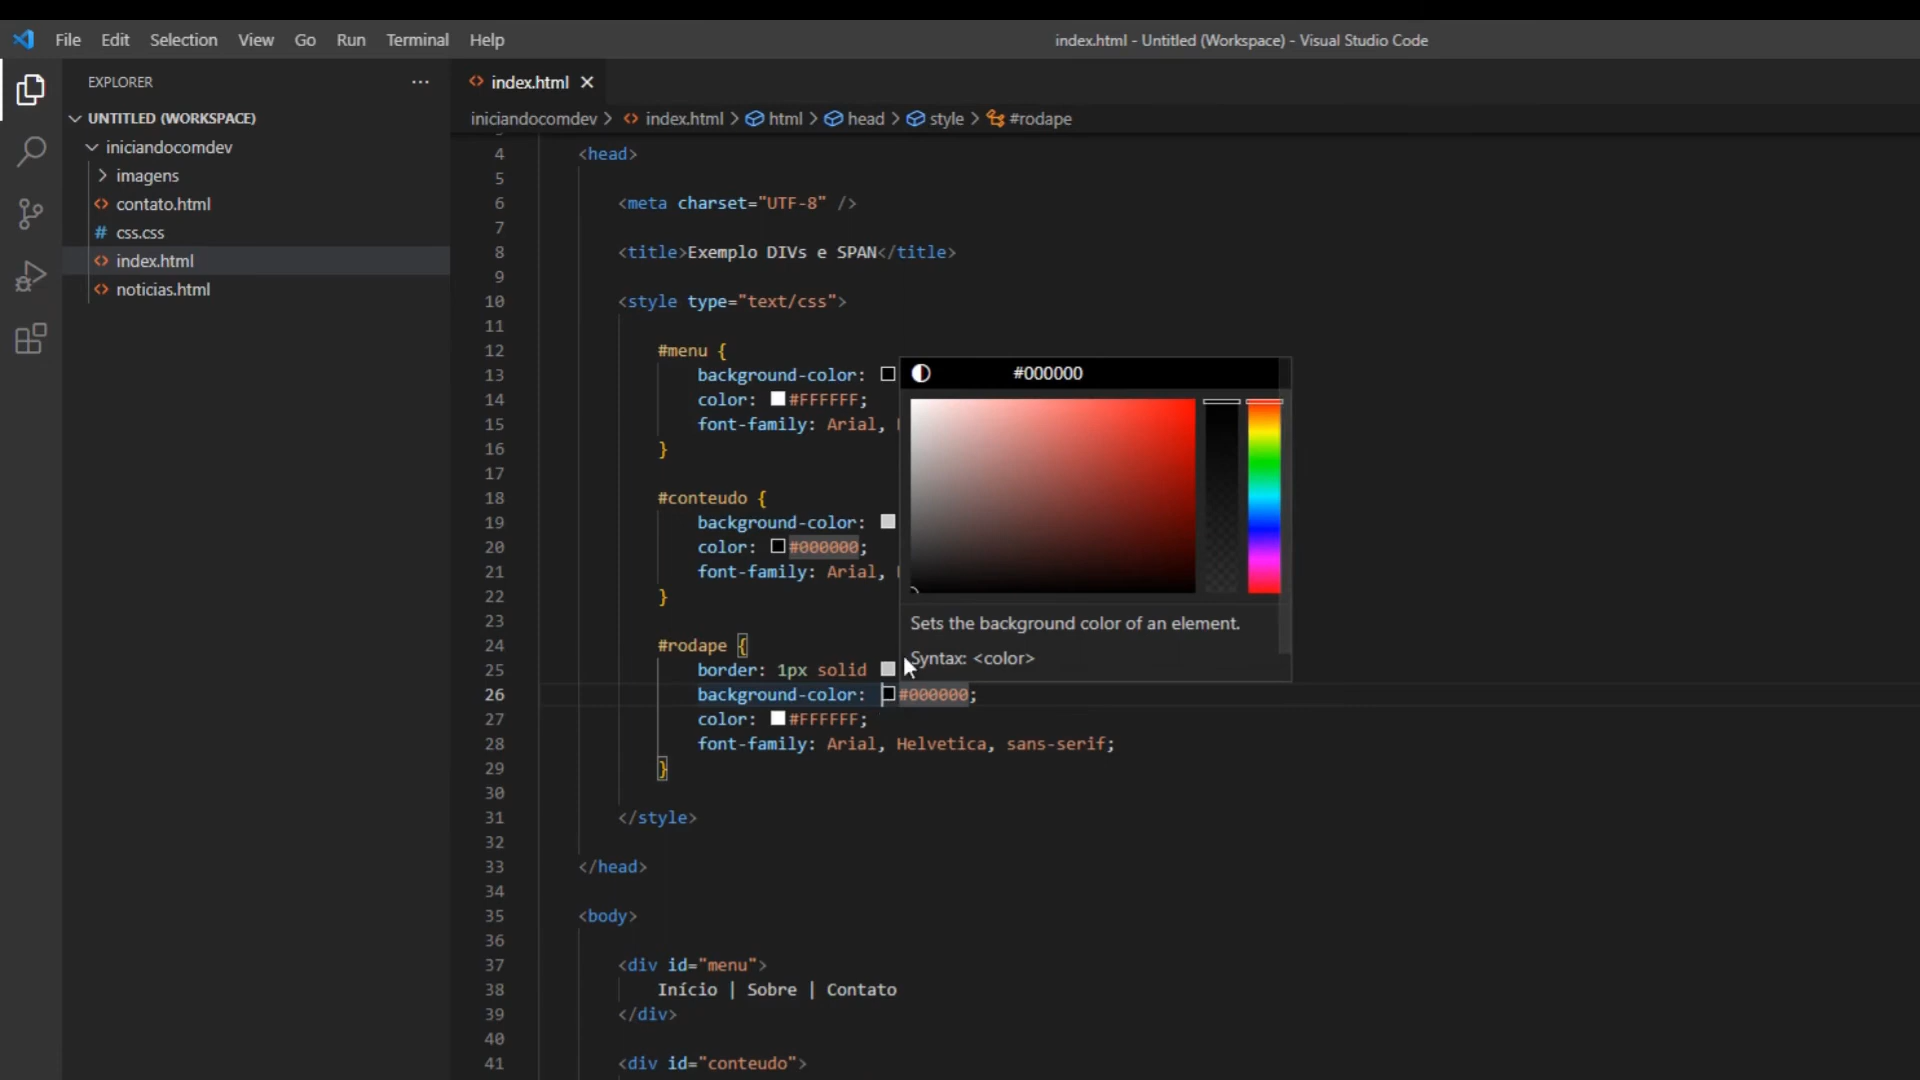 File Edit Selection View Go Run Terminal Help
index.html - Untitled (Workspace) - Visual Studio Code
EXPLORER
UNTITLED (WORKSPACE)
iniciandocomdev
imagens
contato.html
# css.css
index.html
noticias.html
index.html
iniciandocomdev > index.html > html > head > style > #rodape
4 <head>
5
6 <meta charset="UTF-8" />
7
8 <title>Exemplo DIVs e SPAN</title>
9
10 <style type="text/css">
11
12 #menu {
13 background-color:
14 color: #FFFFFF;
15 font-family: Arial,
16 }
17
18 #conteudo {
19 background-color:
20 color: #000000;
21 font-family: Arial,
22 }
23
24 #rodape {
25 border: 1px solid
26 background-color: #000000;
27 color: #FFFFFF;
28 font-family: Arial, Helvetica, sans-serif;
29 }
30
31 </style>
32
33 </head>
34
35 <body>
36
37 <div id="menu">
38 Início | Sobre | Contato
39 </div>
40
41 <div id="conteudo">
#000000
Sets the background color of an element.
Syntax: <color>